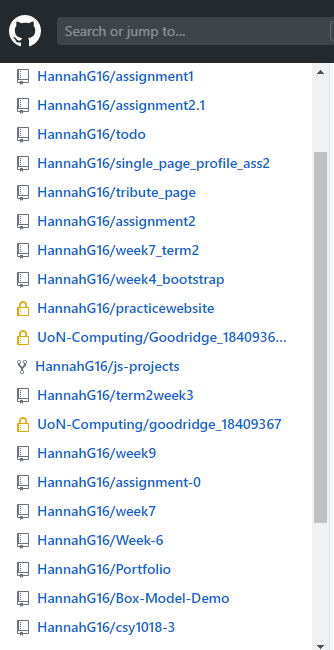 Search or jump to...
HannahG16/assignment1
HannahG16/assignment2.1
HannahG16/todo
HannahG16/single_page_profile_ass2
HannahG16/tribute_page
HannahG16/assignment2
HannahG16/week7_term2
HannahG16/week4_bootstrap
HannahG16/practicewebsite
UoN-Computing/Goodridge_1840936...
HannahG16/js-projects
HannahG16/term2week3
UoN-Computing/goodridge_18409367
HannahG16/week9
HannahG16/assignment-0
HannahG16/week7
HannahG16/Week-6
HannahG16/Portfolio
HannahG16/Box-Model-Demo
HannahG16/csy1018-3